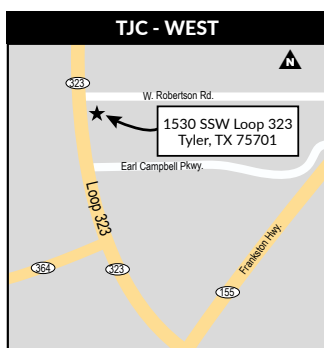 TJC - WEST
N
323
W. Robertson Rd.
1530 SSW Loop 323
Tyler, TX 75701
Earl Campbell Pkwy.
Loop 323
Frankston Hwy.
364
323
155